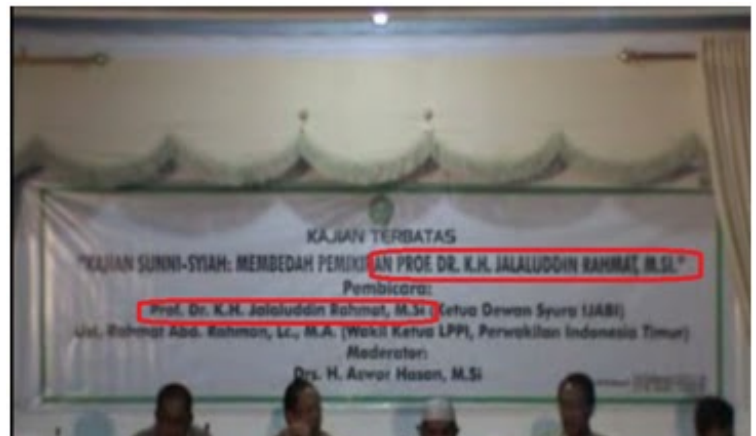 KAJIAN TERBATAS
"KAJIAN SUNNI-SYIAH: MEMBEDAH PEMIKIRAN PROF. DR. K.H. JALALUDDIN RAHMAT, M.SI."
Pembicara:
Prof. Dr. K.H. Jalaluddin Rahmat, M.Si (Ketua Dewan Syura IJABI)
Ust. Rahmat Abd. Rahman, Lc., M.A. (Wakil Ketua LPPI, Perwakilan Indonesia Timur)
Moderator:
Drs. H. Aswar Hasan, M.Si